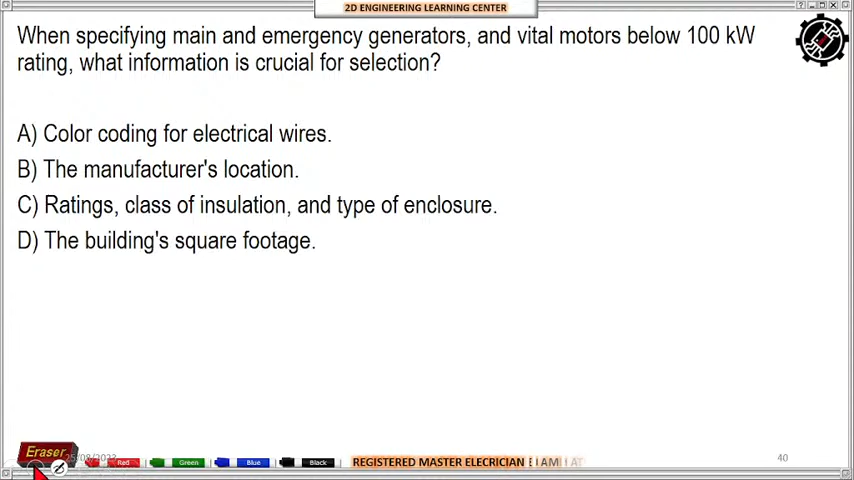 2D ENGINEERING LEARNING CENTER
When specifying main and emergency generators, and vital motors below 100 kW
rating, what information is crucial for selection?
A) Color coding for electrical wires.
B) The manufacturer's location.
C) Ratings, class of insulation, and type of enclosure.
D) The building's square footage.
Eraser
Red
Green
Blue
Black
REGISTERED MASTER ELECRICIAN
40